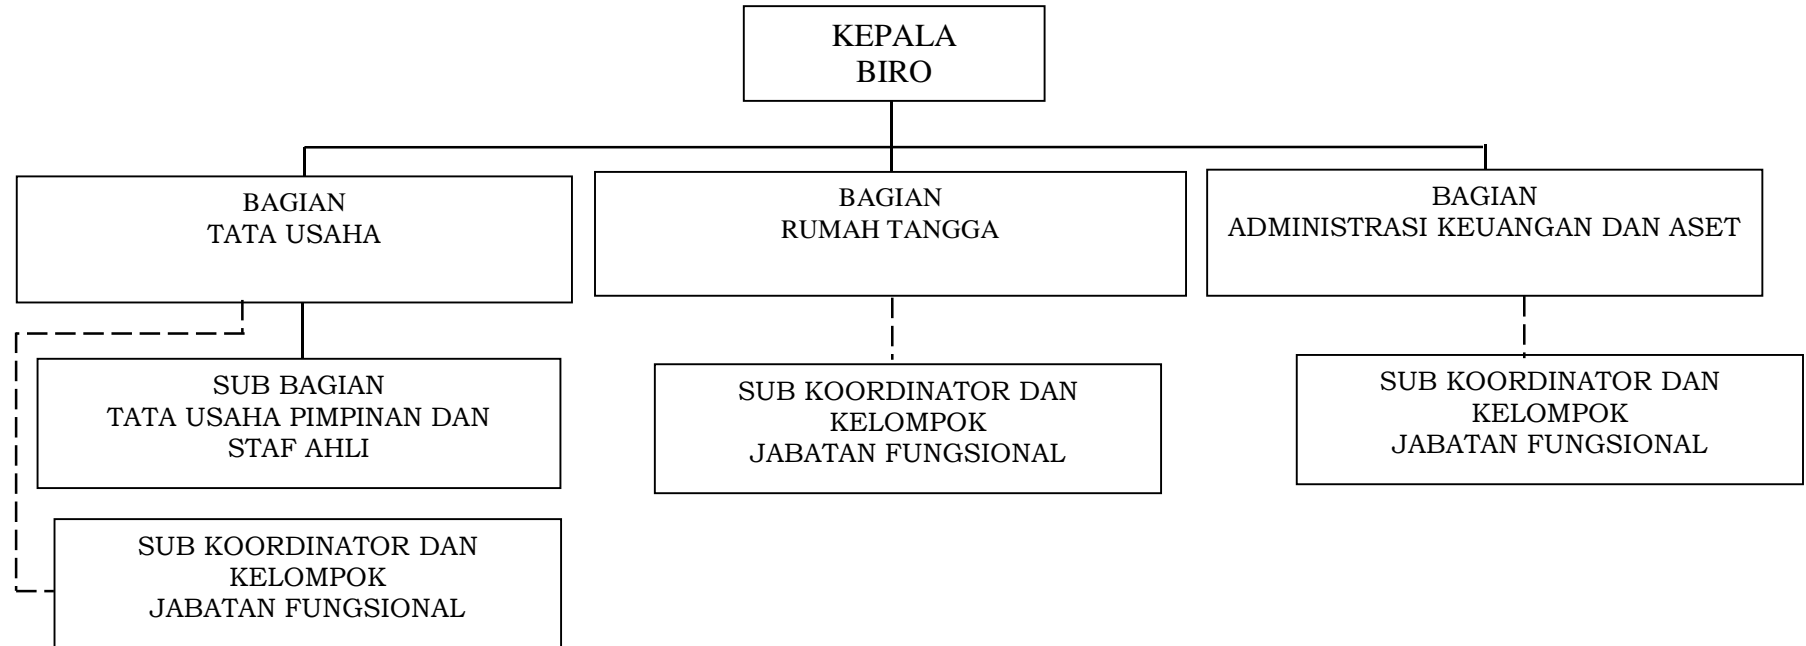 KEPALA
BIRO
BAGIAN
TATA USAHA
BAGIAN
RUMAH TANGGA
BAGIAN
ADMINISTRASI KEUANGAN DAN ASET
SUB BAGIAN
TATA USAHA PIMPINAN DAN
STAF AHLI
SUB KOORDINATOR DAN
KELOMPOK
JABATAN FUNGSIONAL
SUB KOORDINATOR DAN
KELOMPOK
JABATAN FUNGSIONAL
SUB KOORDINATOR DAN
KELOMPOK
JABATAN FUNGSIONAL